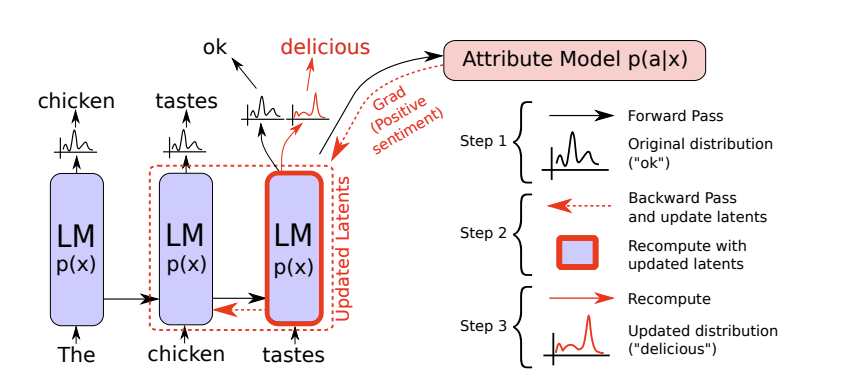 ok
delicious
Attribute Model p(a|x)
chicken
tastes
Grad
(Positive
sentiment)
LM
p(x)
LM
p(x)
LM
p(x)
Updated Latents
The
chicken
tastes
Step 1
Forward Pass
Original distribution
("ok")
Step 2
Backward Pass
and update latents
Recompute with
updated latents
Step 3
Recompute
Updated distribution
("delicious")